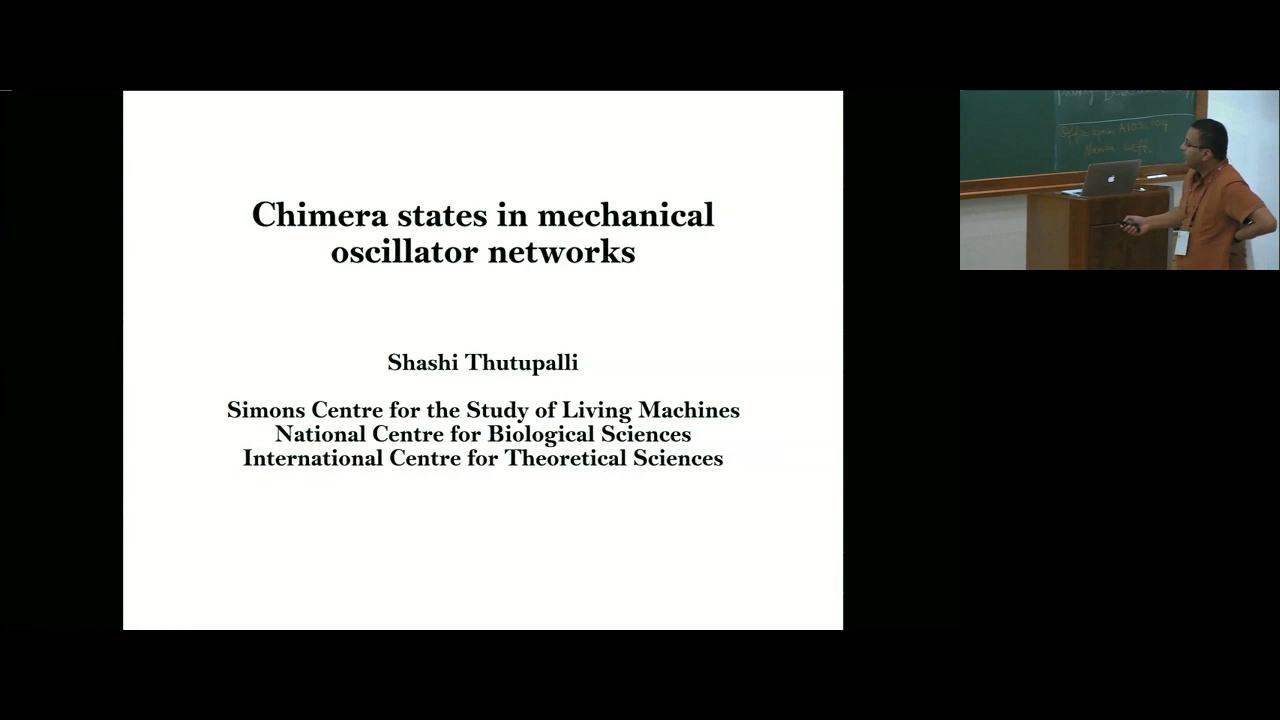 Chimera states in mechanical
oscillator networks
Shashi Thutupalli
Simons Centre for the Study of Living Machines
National Centre for Biological Sciences
International Centre for Theoretical Sciences